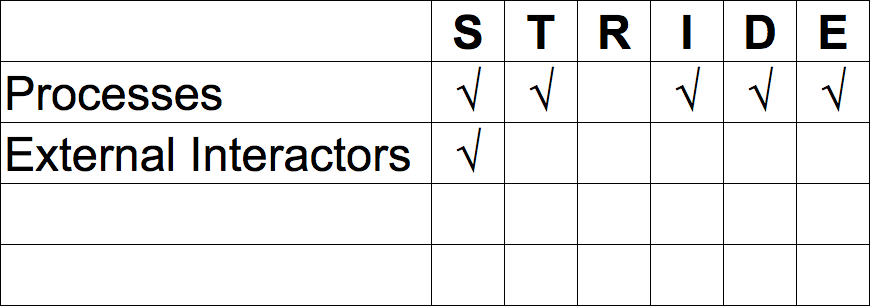 S T R I D E
Processes √ √ √ √ √
External Interactors √